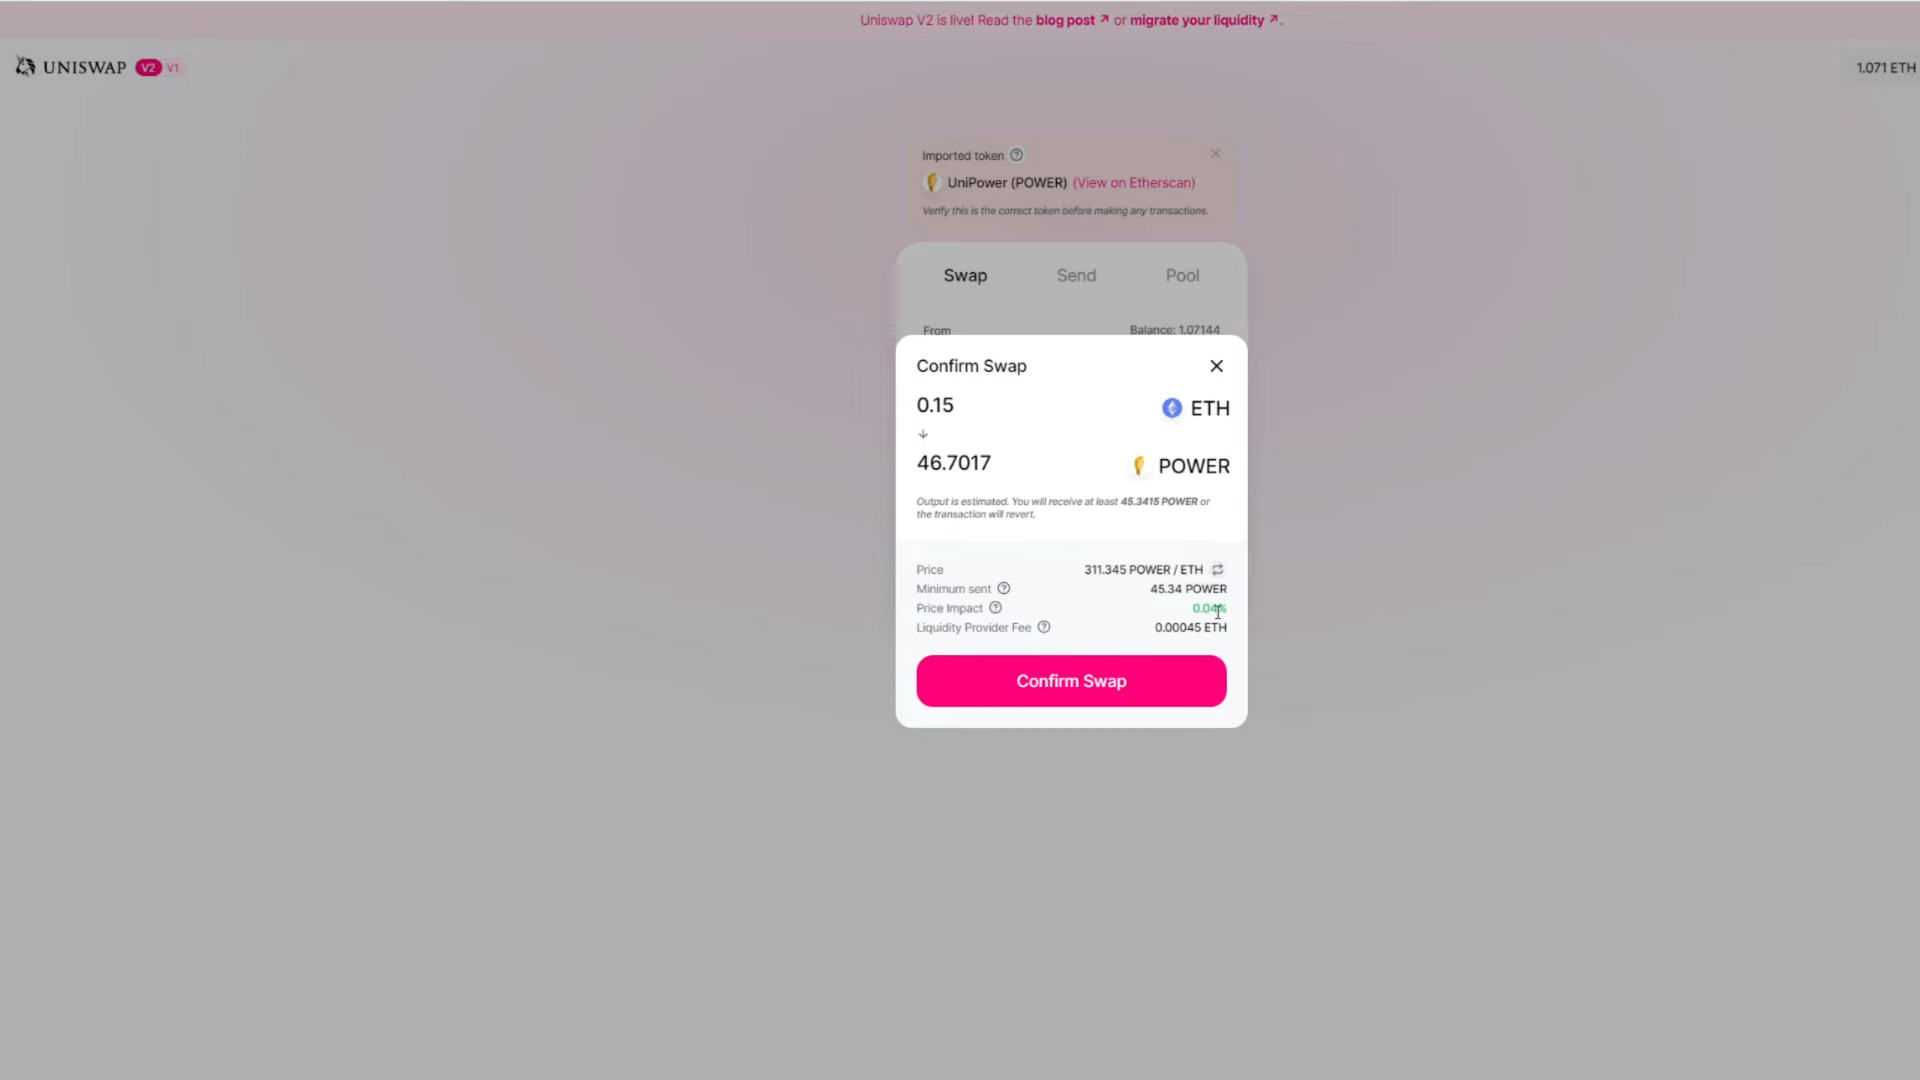 Uniswap V2 is live! Read the blog post ↗ or migrate your liquidity ↗.
UNISWAP V2 V1
1.071 ETH
Imported token
UniPower (POWER) (View on Etherscan)
Verify this is the correct token before making any transactions.
Swap Send Pool
From Balance: 1.07144
Confirm Swap
0.15 ETH
46.7017 POWER
Output is estimated. You will receive at least 45.3415 POWER or
the transaction will revert.
Price 311.345 POWER / ETH
Minimum sent 45.34 POWER
Price Impact 0.04%
Liquidity Provider Fee 0.00045 ETH
Confirm Swap